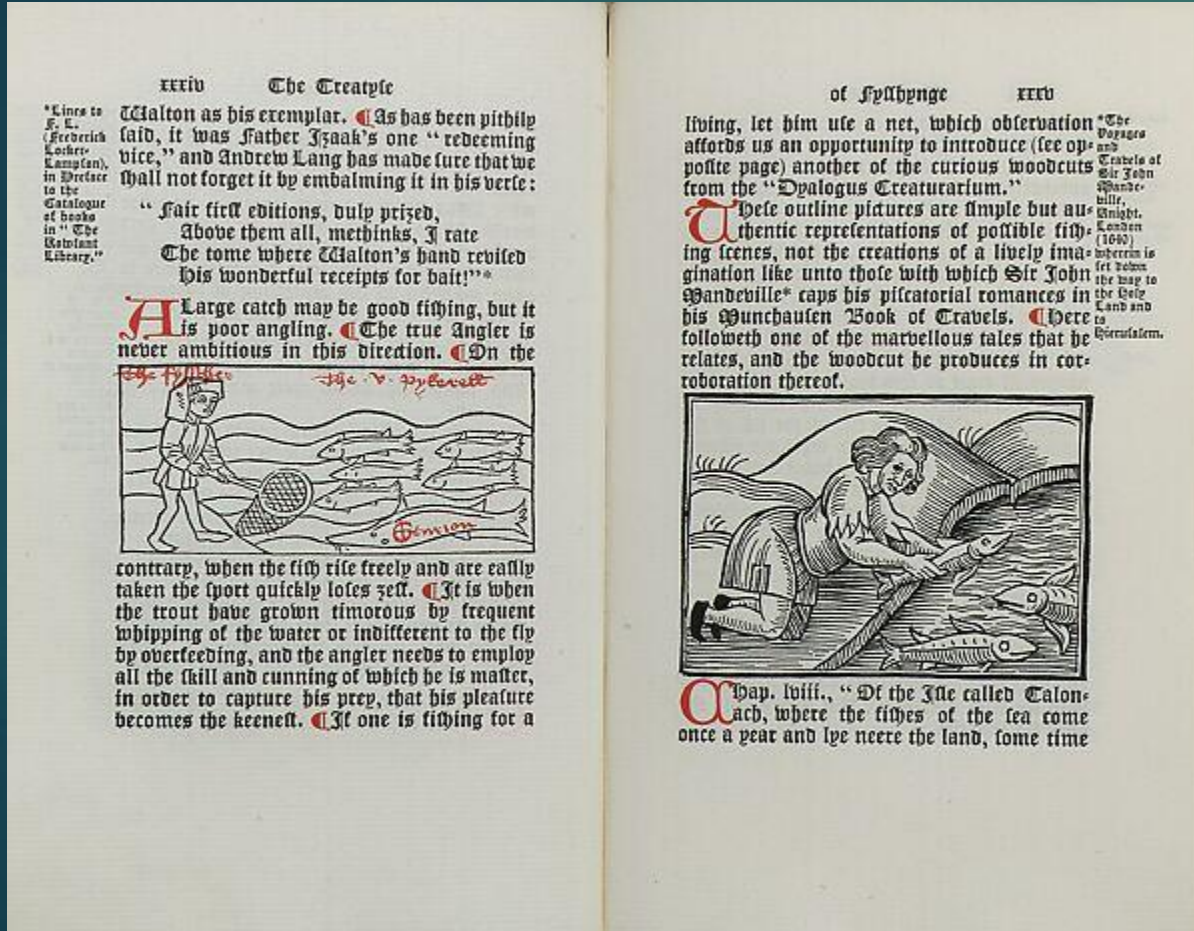 xxxiv The Treatyse
*Lines to
F. L.
(Frederick
Locker-
Lampson),
in Preface
to the
Catalogue
of books
in "The
Rowfant
Library."
Walton as his exemplar. ¶As has been pithily
said, it was Father Izaak's one "redeeming
vice," and Andrew Lang has made sure that we
shall not forget it by embalming it in his verse:
"Fair first editions, duly prized,
Above them all, methinks, I rate
The tome where Walton's hand revised
His wonderful receipts for bait!"*
A Large catch may be good fishing, but it
is poor angling. ¶The true Angler is
never ambitious in this direction. ¶On the
The fyssher
The .v. pykerell
contrary, when the fish rise freely and are easily
taken the sport quickly loses zest. ¶It is when
the trout have grown timorous by frequent
whipping of the water or indifferent to the fly
by overfeeding, and the angler needs to employ
all the skill and cunning of which he is master,
in order to capture his prey, that his pleasure
becomes the keenest. ¶If one is fishing for a
of Fysshynge xxxv
living, let him use a net, which observation
affords us an opportunity to introduce (see op-
posite page) another of the curious woodcuts
from the "Dyalogus Creaturarium."
These outline pictures are simple but au-
thentic representations of possible fish-
ing scenes, not the creations of a lively ima-
gination like unto those with which Sir John
Mandeville* caps his piscatorial romances in
his Munchausen Book of Travels. ¶Here
followeth one of the marvellous tales that he
relates, and the woodcut he produces in cor-
roboration thereof.
*The
Voyages
and
Travels of
Sir John
Mande-
ville,
Knight.
London
(1640)
wherein is
set down
the way to
the Holy
Land and
to
Hierusalem.
Chap. lviii., "Of the Isle called Calon-
ach, where the fishes of the sea come
once a year and lye neere the land, some time